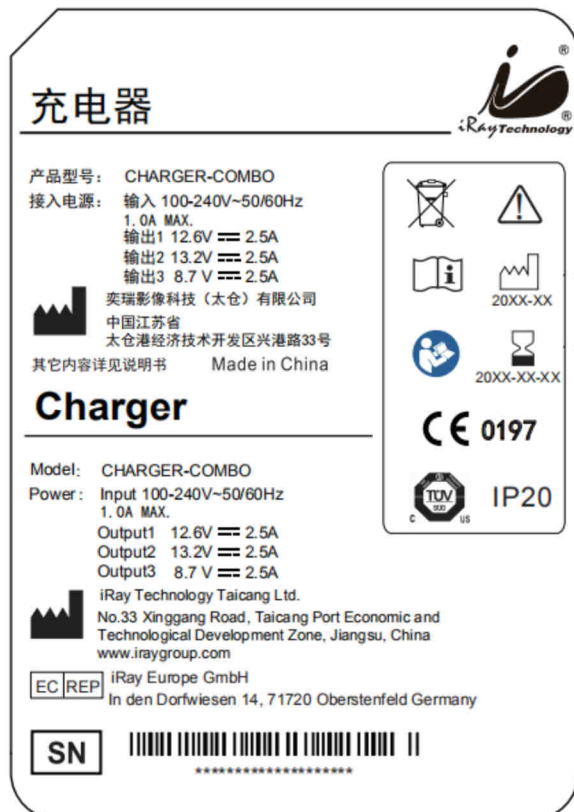 iRay Technology
充电器
产品型号： CHARGER-COMBO
接入电源： 输入 100-240V~50/60Hz
1.0A MAX.
输出1 12.6V ⎓ 2.5A
输出2 13.2V ⎓ 2.5A
输出3 8.7 V ⎓ 2.5A
奕瑞影像科技（太仓）有限公司
中国江苏省
太仓港经济技术开发区兴港路33号
其它内容详见说明书 Made in China
20XX-XX
20XX-XX-XX
CE 0197
TÜV
SÜD
C US
IP20
Charger
Model: CHARGER-COMBO
Power: Input 100-240V~50/60Hz
1.0A MAX.
Output1 12.6V ⎓ 2.5A
Output2 13.2V ⎓ 2.5A
Output3 8.7 V ⎓ 2.5A
iRay Technology Taicang Ltd.
No.33 Xinggang Road, Taicang Port Economic and
Technological Development Zone, Jiangsu, China
www.iraygroup.com
EC REP iRay Europe GmbH
In den Dorfwiesen 14, 71720 Oberstenfeld Germany
SN
********************